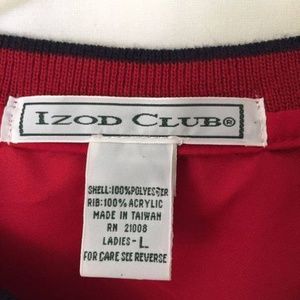 IZOD CLUB®
SHELL:100%POLYESTER
RIB:100% ACRYLIC
MADE IN TAIWAN
RN 21008
LADIES- L
FOR CARE SEE REVERSE